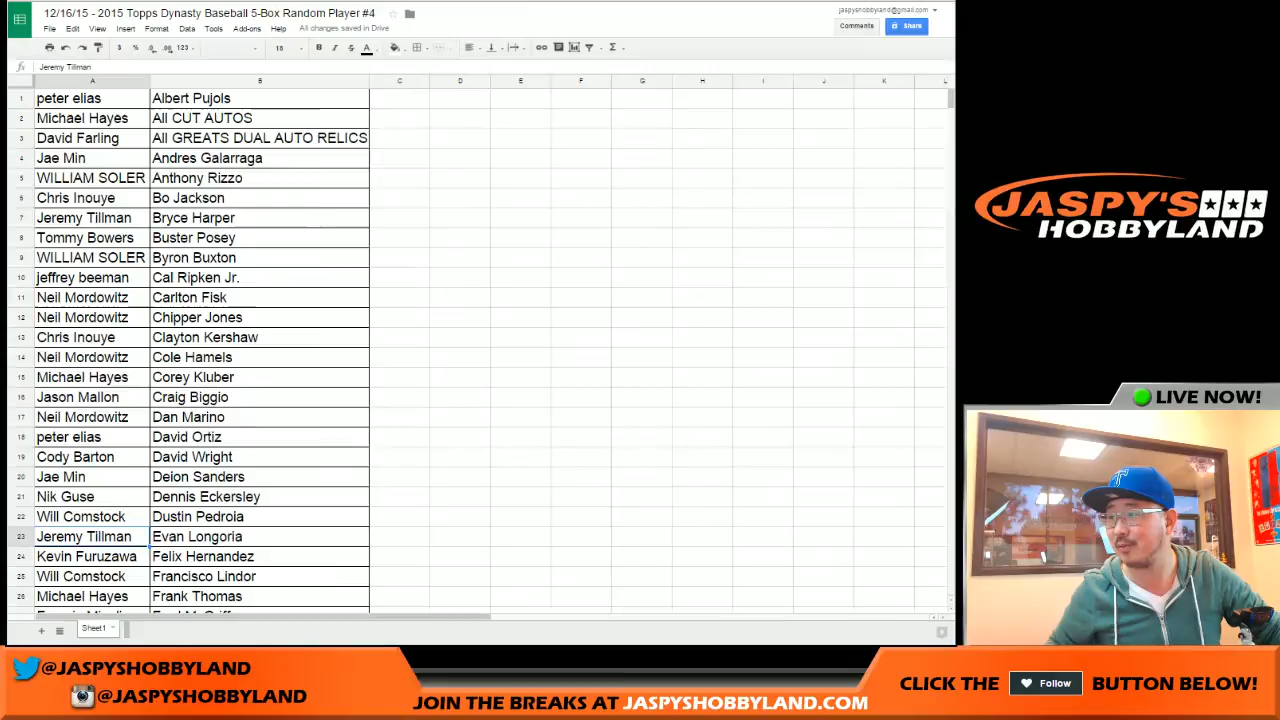 12/16/15 - 2015 Topps Dynasty Baseball 5-Box Random Player #4
jaspyshobbyland@gmail.com
File Edit View Insert Format Data Tools Add-ons Help All changes saved in Drive
Comments Share
$ % .0 .00 123 18 B I S A
fx Jeremy Tillman
A B C D E F G H I J K L
1 peter elias Albert Pujols
2 Michael Hayes All CUT AUTOS
3 David Farling All GREATS DUAL AUTO RELICS
4 Jae Min Andres Galarraga
5 WILLIAM SOLER Anthony Rizzo
6 Chris Inouye Bo Jackson
7 Jeremy Tillman Bryce Harper
8 Tommy Bowers Buster Posey
9 WILLIAM SOLER Byron Buxton
10 jeffrey beeman Cal Ripken Jr.
11 Neil Mordowitz Carlton Fisk
12 Neil Mordowitz Chipper Jones
13 Chris Inouye Clayton Kershaw
14 Neil Mordowitz Cole Hamels
15 Michael Hayes Corey Kluber
16 Jason Mallon Craig Biggio
17 Neil Mordowitz Dan Marino
18 peter elias David Ortiz
19 Cody Barton David Wright
20 Jae Min Deion Sanders
21 Nik Guse Dennis Eckersley
22 Will Comstock Dustin Pedroia
23 Jeremy Tillman Evan Longoria
24 Kevin Furuzawa Felix Hernandez
25 Will Comstock Francisco Lindor
26 Michael Hayes Frank Thomas
Sheet1
JASPY'S
HOBBYLAND
LIVE NOW!
@JASPYSHOBBYLAND
@JASPYSHOBBYLAND
JOIN THE BREAKS AT JASPYSHOBBYLAND.COM
CLICK THE Follow BUTTON BELOW!